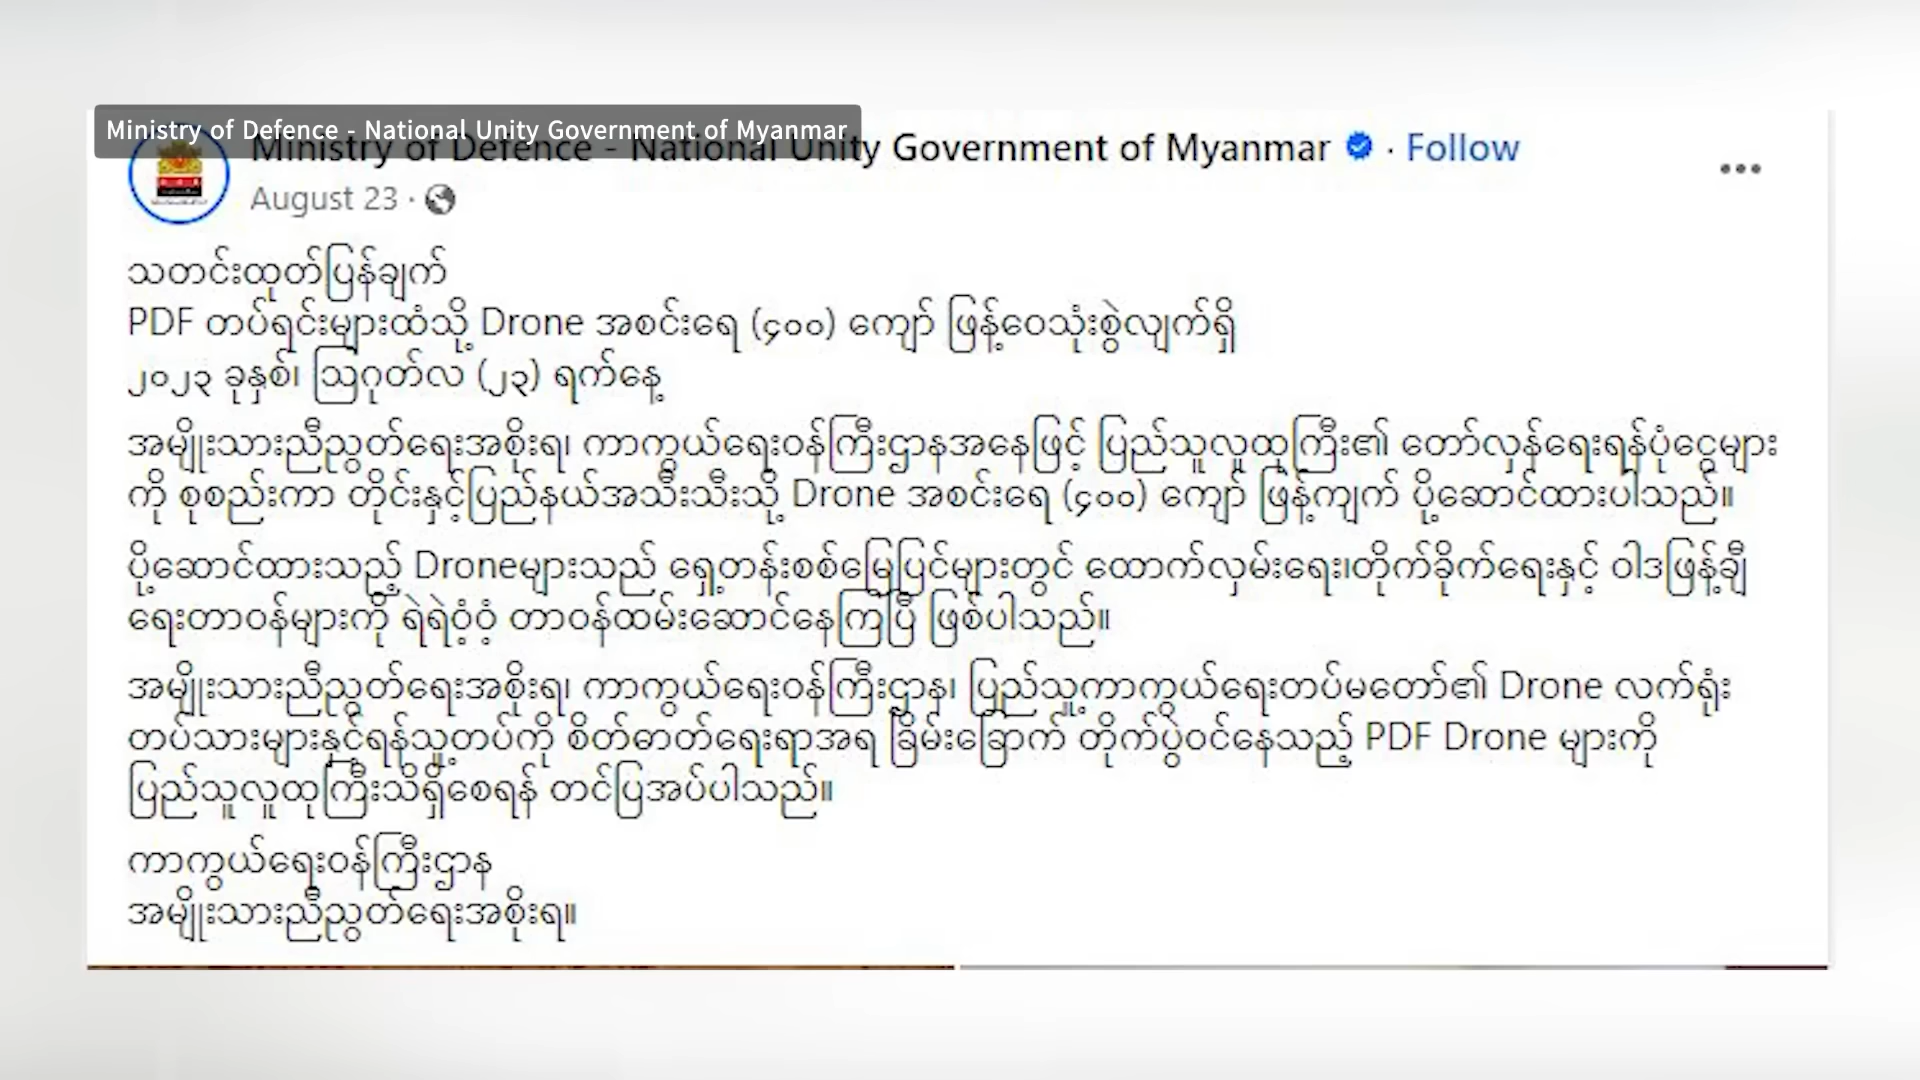 Ministry of Defence - National Unity Government of Myanmar
Ministry of Defence - National Unity Government of Myanmar · Follow
August 23 ·
သတင်းထုတ်ပြန်ချက်
PDF တပ်ရင်းများထံသို့ Drone အစင်းရေ (၄၀၀) ကျော် ဖြန့်ဝေသုံးစွဲလျက်ရှိ
၂၀၂၃ ခုနှစ်၊ ဩဂုတ်လ (၂၃) ရက်နေ့
အမျိုးသားညီညွတ်ရေးအစိုးရ၊ ကာကွယ်ရေးဝန်ကြီးဌာနအနေဖြင့် ပြည်သူလူထုကြီး၏ တော်လှန်ရေးရန်ပုံငွေများ
ကို စုစည်းကာ တိုင်းနှင့်ပြည်နယ်အသီးသီးသို့ Drone အစင်းရေ (၄၀၀) ကျော် ဖြန့်ကျက် ပို့ဆောင်ထားပါသည်။
ပို့ဆောင်ထားသည့် Droneများသည် ရှေ့တန်းစစ်မြေပြင်များတွင် ထောက်လှမ်းရေး၊တိုက်ခိုက်ရေးနှင့် ဝါဒဖြန့်ချီ
ရေးတာဝန်များကို ရဲရဲဝံ့ဝံ့ တာဝန်ထမ်းဆောင်နေကြပြီ ဖြစ်ပါသည်။
အမျိုးသားညီညွတ်ရေးအစိုးရ၊ ကာကွယ်ရေးဝန်ကြီးဌာန၊ ပြည်သူ့ကာကွယ်ရေးတပ်မတော်၏ Drone လက်ရုံး
တပ်သားများနှင့်ရန်သူ့တပ်ကို စိတ်ဓာတ်ရေးရာအရ ခြိမ်းခြောက် တိုက်ပွဲဝင်နေသည့် PDF Drone များကို
ပြည်သူလူထုကြီးသိရှိစေရန် တင်ပြအပ်ပါသည်။
ကာကွယ်ရေးဝန်ကြီးဌာန
အမျိုးသားညီညွတ်ရေးအစိုးရ။